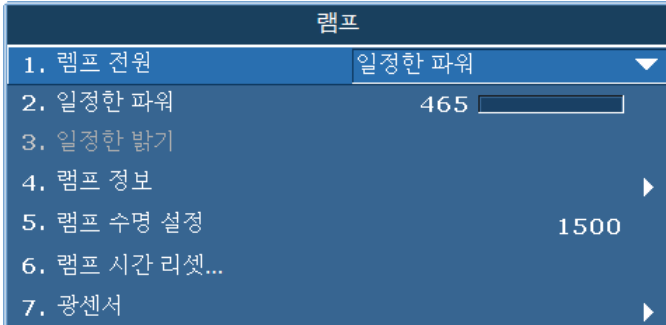 램프
1. 렘프 전원 일정한 파워
2. 일정한 파워 465
3. 일정한 밝기
4. 램프 정보
5. 램프 수명 설정 1500
6. 램프 시간 리셋...
7. 광센서